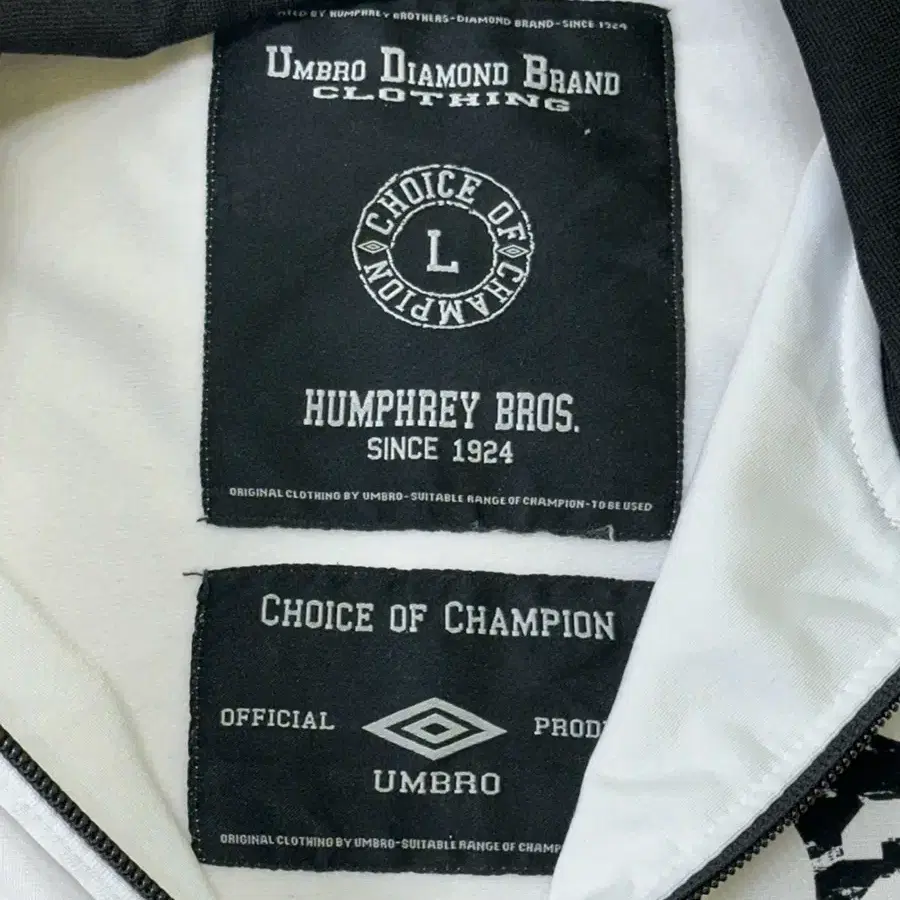 BY HUMPHREY BROTHERS-DIAMOND BRAND-SINCE 1924
UMBRO DIAMOND BRAND
CLOTHING
CHOICE OF
L
CHAMPION
HUMPHREY BROS.
SINCE 1924
ORIGINAL CLOTHING BY UMBRO-SUITABLE RANGE OF CHAMPION-TO BE USED
CHOICE OF CHAMPION
OFFICIAL PROD
UMBRO
ORIGINAL CLOTHING BY UMBRO-SUITABLE RANGE OF CHAMP